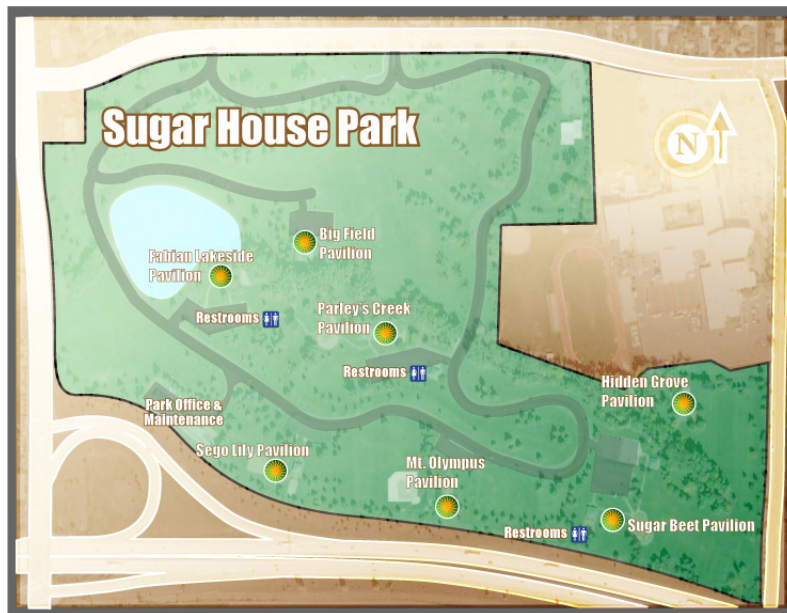 Sugar House Park
N
Big Field
Pavilion
Fabian Lakeside
Pavilion
Restrooms
Parley's Creek
Pavilion
Restrooms
Hidden Grove
Pavilion
Park Office &
Maintenance
Sego Lily Pavilion
Mt. Olympus
Pavilion
Restrooms
Sugar Beet Pavilion